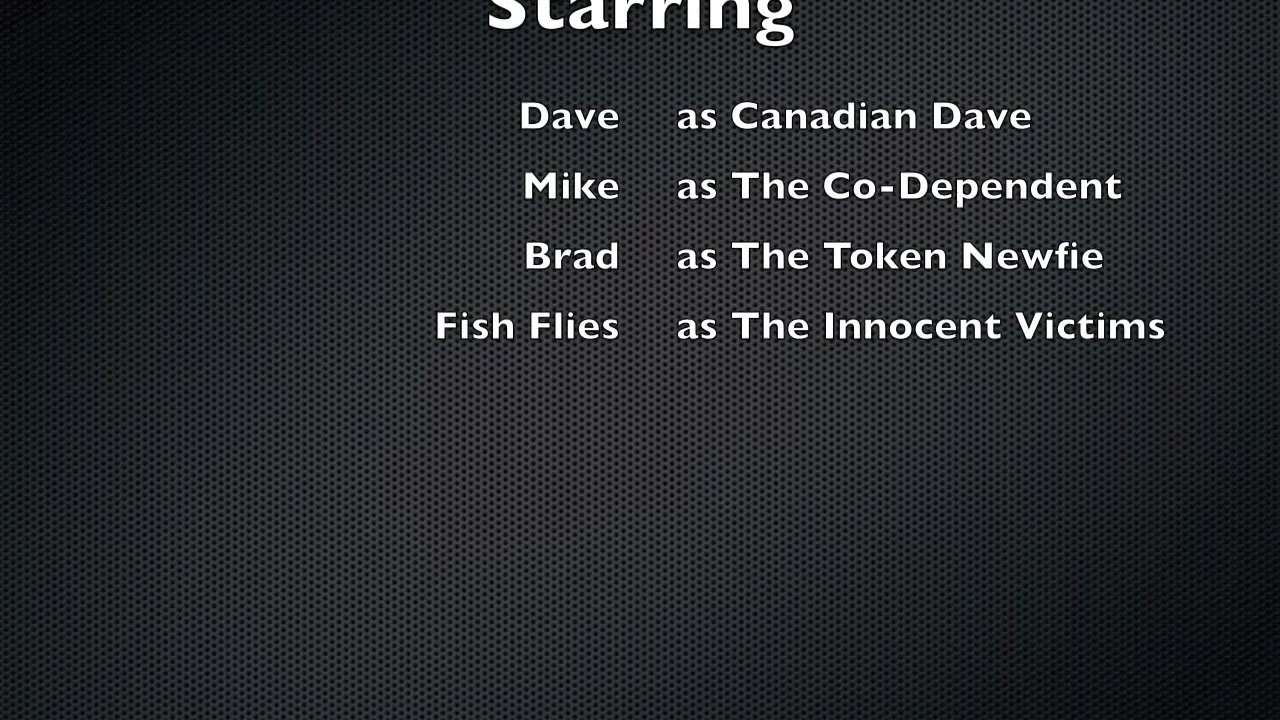 Starring
Dave as Canadian Dave
Mike as The Co-Dependent
Brad as The Token Newfie
Fish Flies as The Innocent Victims